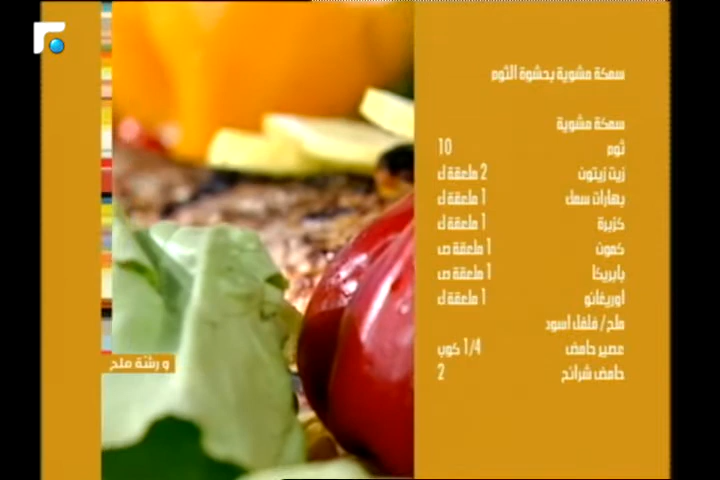 سمكة مشوية بحشوة الثوم
سمكة مشوية
ثوم 10
زيت زيتون 2 ملعقة ك
بهارات سمك 1 ملعقة ك
كزبرة 1 ملعقة ك
كمون 1 ملعقة ص
بابريكا 1 ملعقة ص
اوريغانو 1 ملعقة ك
ملح/ فلفل اسود
عصير حامض 1/4 كوب
حامض شرائح 2
و رشة ملح